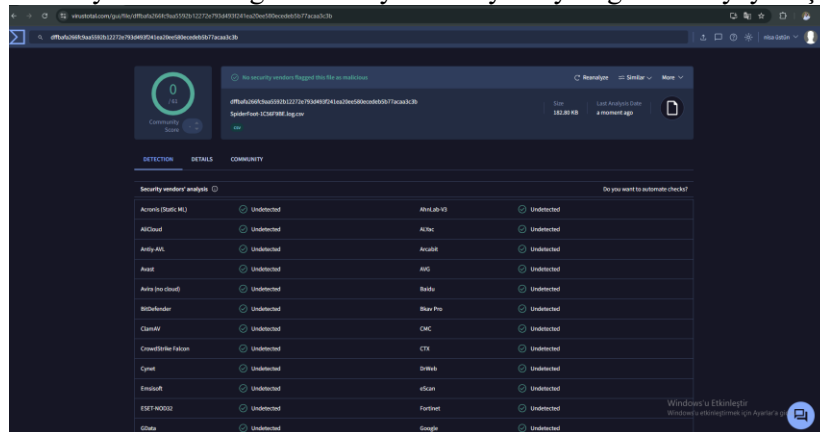 virustotal.com/gui/file/dffbafa266fc9aa5592b12272e793d493f241ea20ee580ecedeb5b77acaa3c3b
dffbafa266fc9aa5592b12272e793d493f241ea20ee580ecedeb5b77acaa3c3b
0
/ 61
Community Score
No security vendors flagged this file as malicious
Reanalyze Similar More
dffbafa266fc9aa5592b12272e793d493f241ea20ee580ecedeb5b77acaa3c3b
csv
Size
182.80 KB
Last Analysis Date
a moment ago
DETECTION DETAILS COMMUNITY
Security vendors' analysis Do you want to automate checks?
Acronis (Static ML) Undetected AhnLab-V3 Undetected
AliCloud Undetected ALYac Undetected
Antiy-AVL Undetected Arcabit Undetected
Avast Undetected AVG Undetected
Avira (no cloud) Undetected Baidu Undetected
BitDefender Undetected Bkav Pro Undetected
ClamAV Undetected CMC Undetected
CrowdStrike Falcon Undetected CTX Undetected
Cynet Undetected DrWeb Undetected
Emsisoft Undetected eScan Undetected
ESET-NOD32 Undetected Fortinet Undetected
GData Undetected Google Undetected
Windows'u Etkinleştir
Windows'u etkinleştirmek için Ayarlar'a